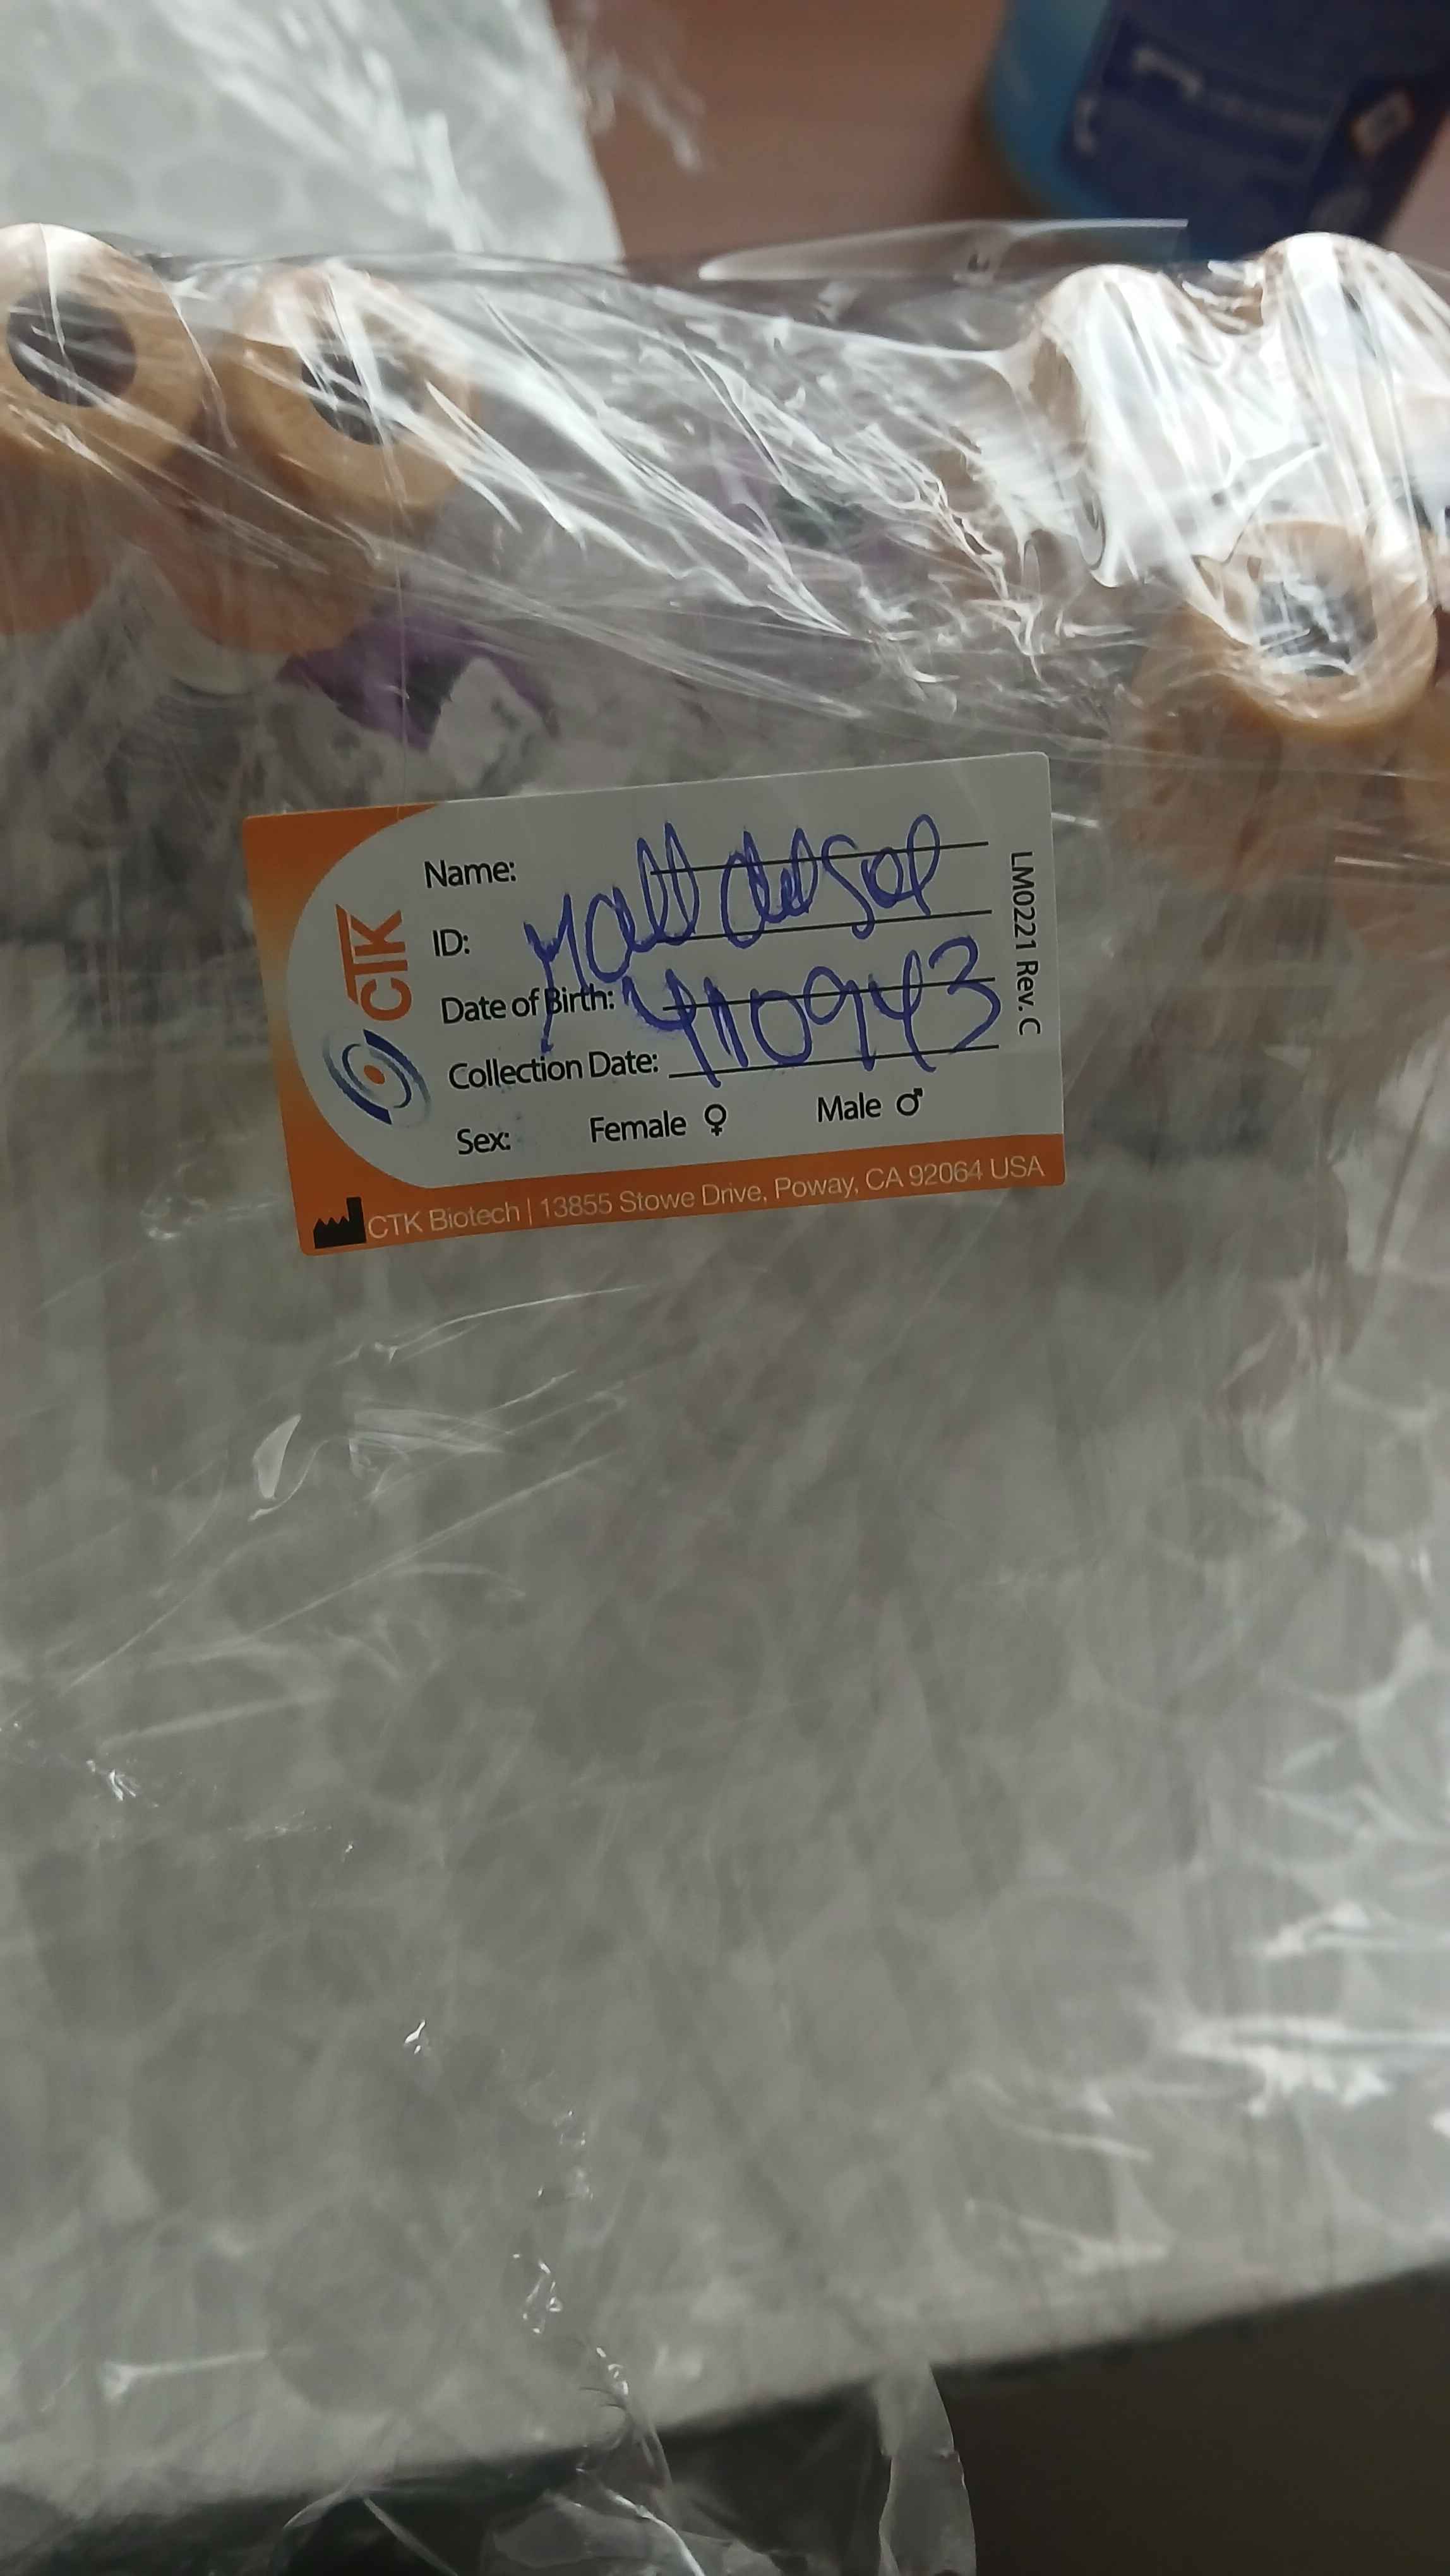 CTK
Name:
Mall del Sol
ID:
Date of Birth:
410943
Collection Date:
Sex: Female ♀ Male ♂
LM0221 Rev. C
CTK Biotech | 13855 Stowe Drive, Poway, CA 92064 USA